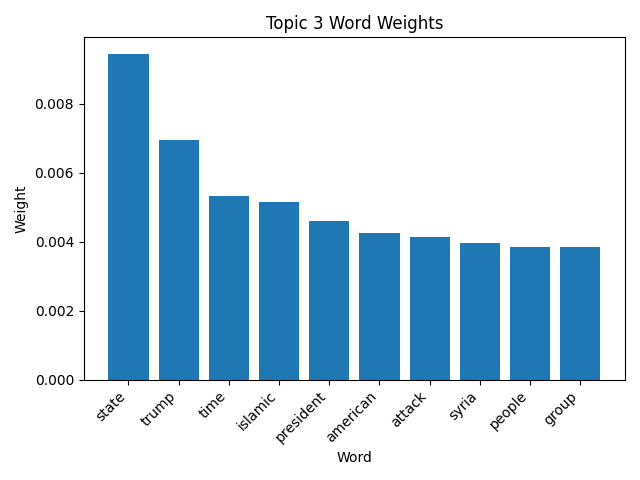 Topic 3 Word Weights
Weight
0.008
0.006
0.004
0.002
0.000
state
trump
time
islamic
president
american
attack
syria
people
group
Word